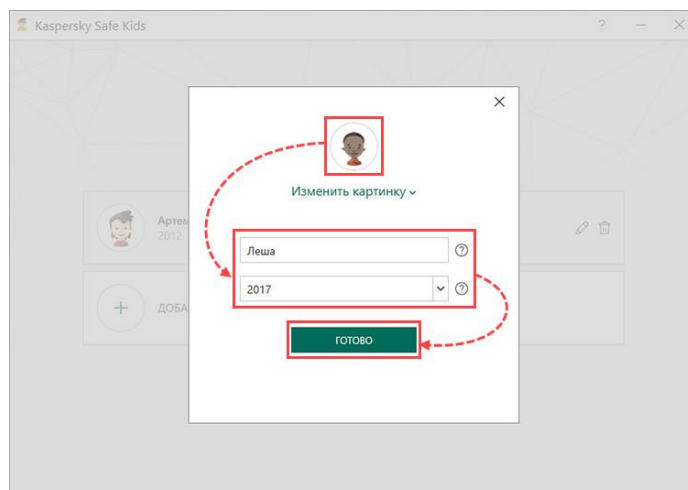 Kaspersky Safe Kids
?
Изменить картинку
Артем
2012
Леша
?
2017
?
ДОБА
ГОТОВО